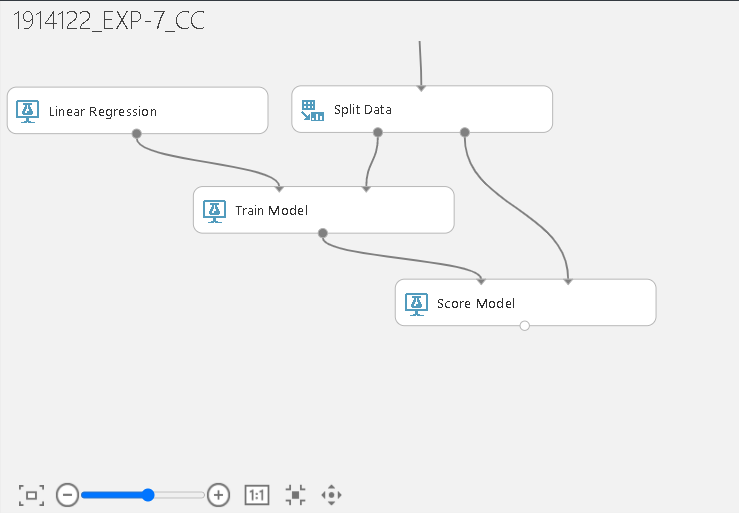 1914122_EXP-7_CC
Linear Regression
Split Data
Train Model
Score Model
1:1